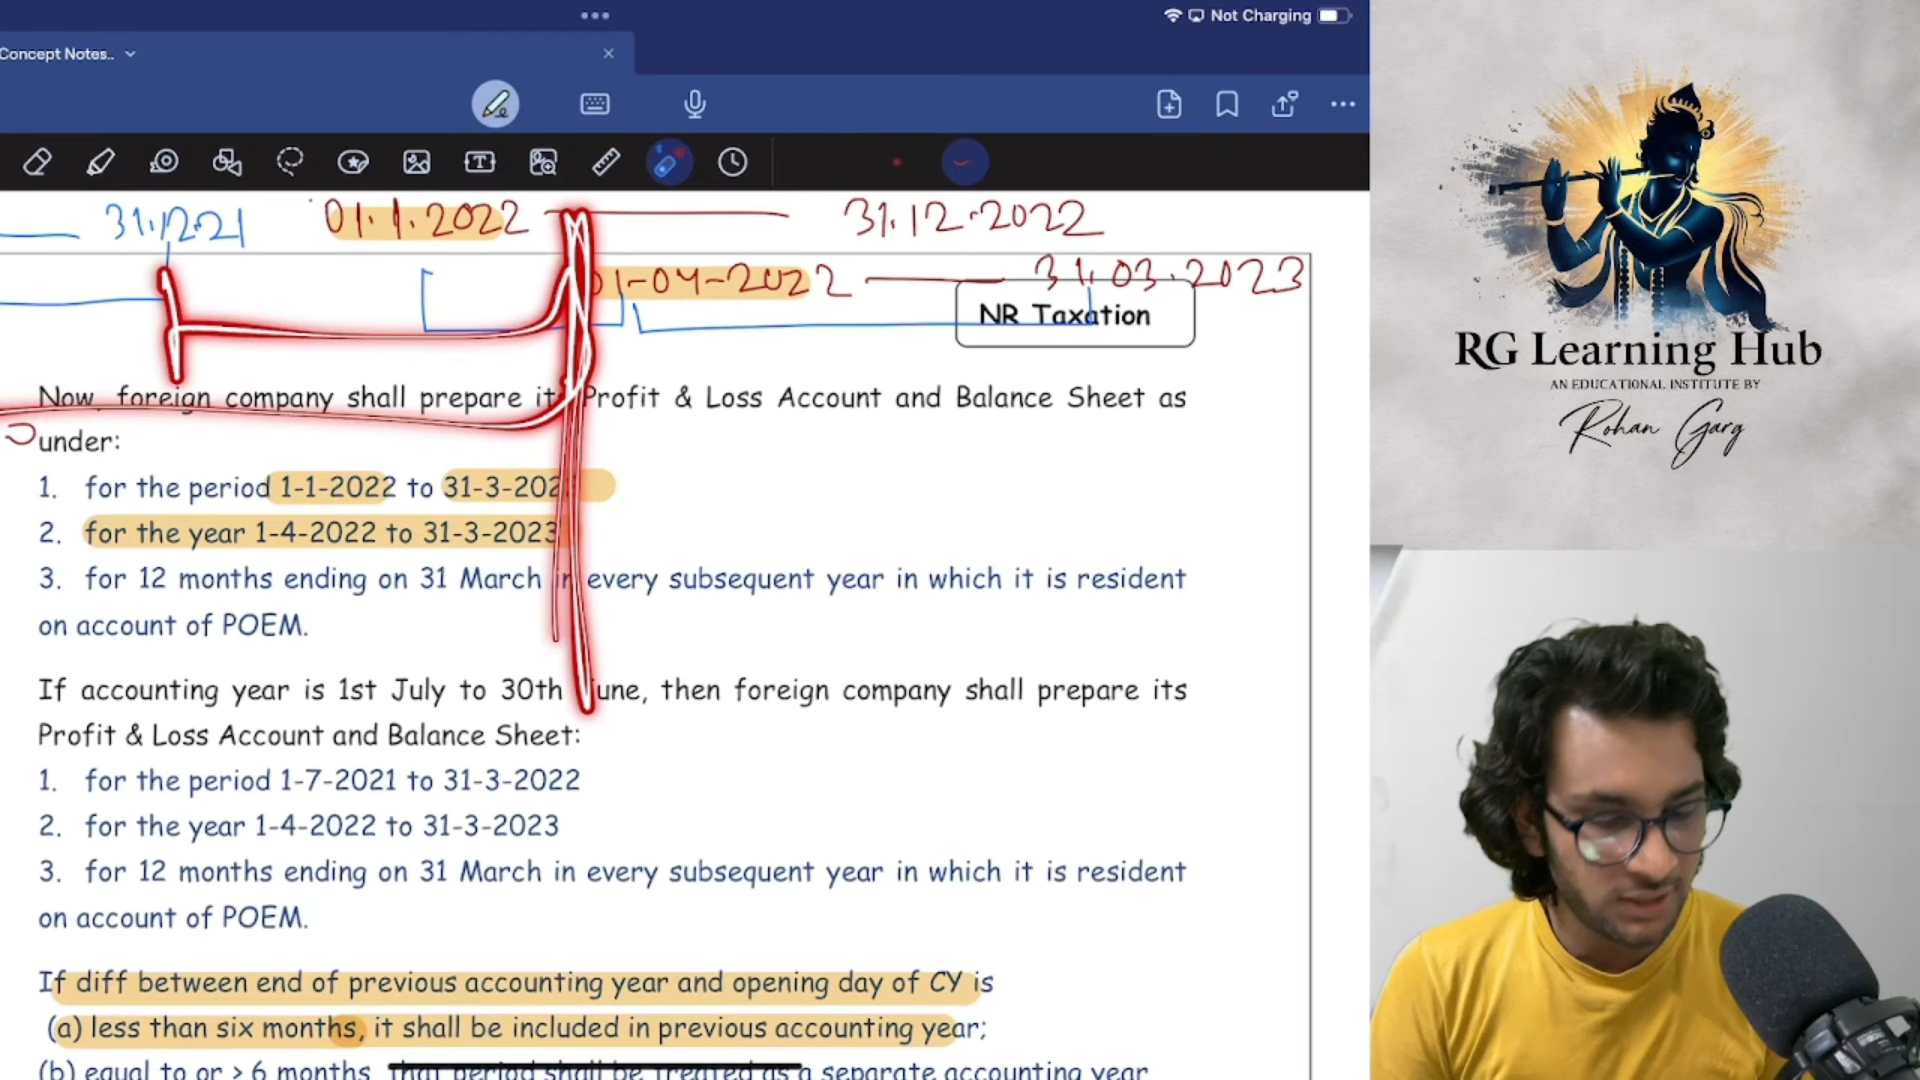 Not Charging
Concept Notes..
31.12.21 01.1.2022 31.12.2022
01-04-2022 31.03.2023
NR Taxation
Now, foreign company shall prepare it Profit & Loss Account and Balance Sheet as
under:
1. for the period 1-1-2022 to 31-3-202
2. for the year 1-4-2022 to 31-3-2023
3. for 12 months ending on 31 March in every subsequent year in which it is resident
on account of POEM.
If accounting year is 1st July to 30th June, then foreign company shall prepare its
Profit & Loss Account and Balance Sheet:
1. for the period 1-7-2021 to 31-3-2022
2. for the year 1-4-2022 to 31-3-2023
3. for 12 months ending on 31 March in every subsequent year in which it is resident
on account of POEM.
If diff between end of previous accounting year and opening day of CY is
(a) less than six months, it shall be included in previous accounting year;
(b) equal to or > 6 months that period shall be treated as a separate accounting year
RG Learning Hub
AN EDUCATIONAL INSTITUTE BY
Rohan Garg